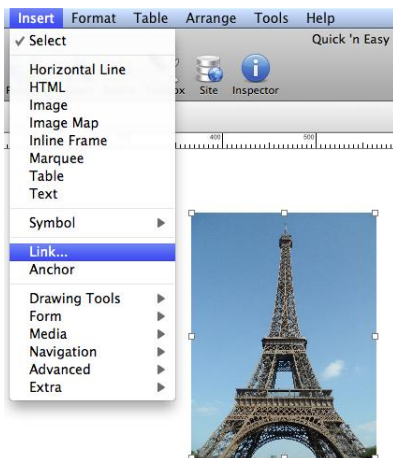 Insert Format Table Arrange Tools Help
✓ Select
Quick 'n Easy
Horizontal Line
HTML
Image
Image Map
Inline Frame
Marquee
Table
Text
Site Inspector
400 500
Symbol
Link...
Anchor
Drawing Tools
Form
Media
Navigation
Advanced
Extra